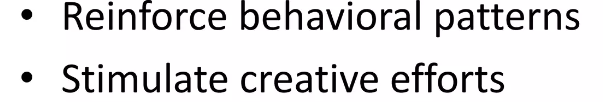 • Reinforce behavioral patterns
• Stimulate creative efforts